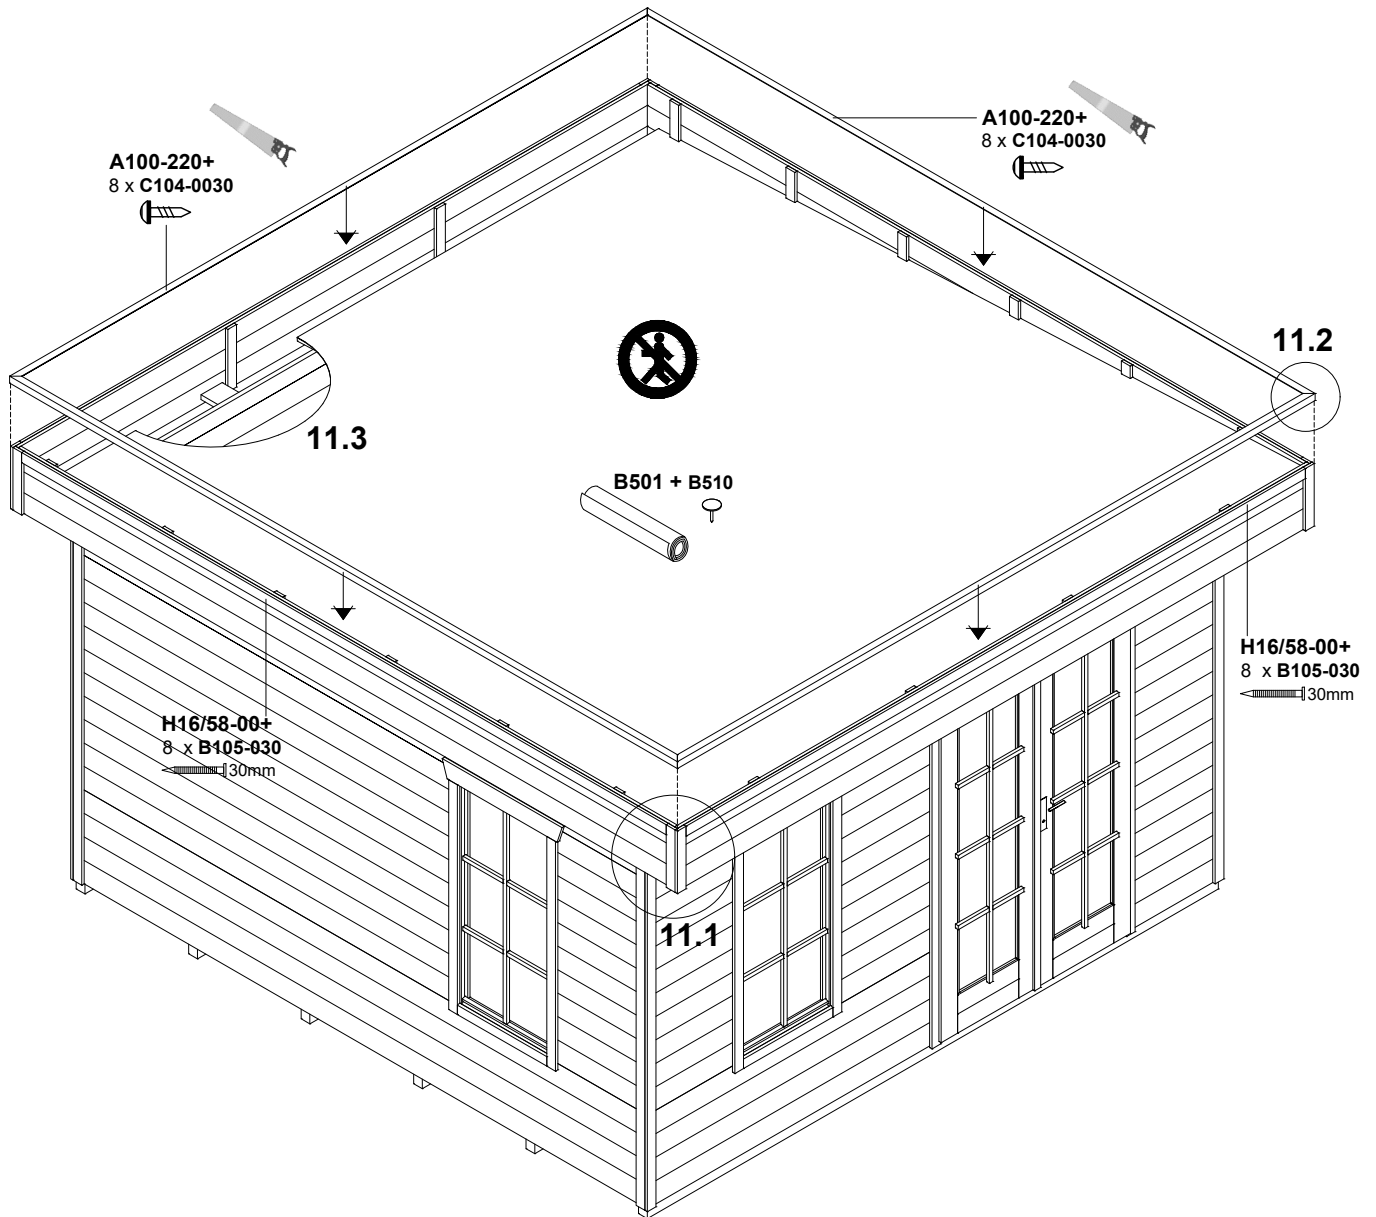 A100-220+
8 x C104-0030
A100-220+
8 x C104-0030
11.2
11.3
B501 + B510
H16/58-00+
8 x B105-030
30mm
H16/58-00+
8 x B105-030
30mm
11.1